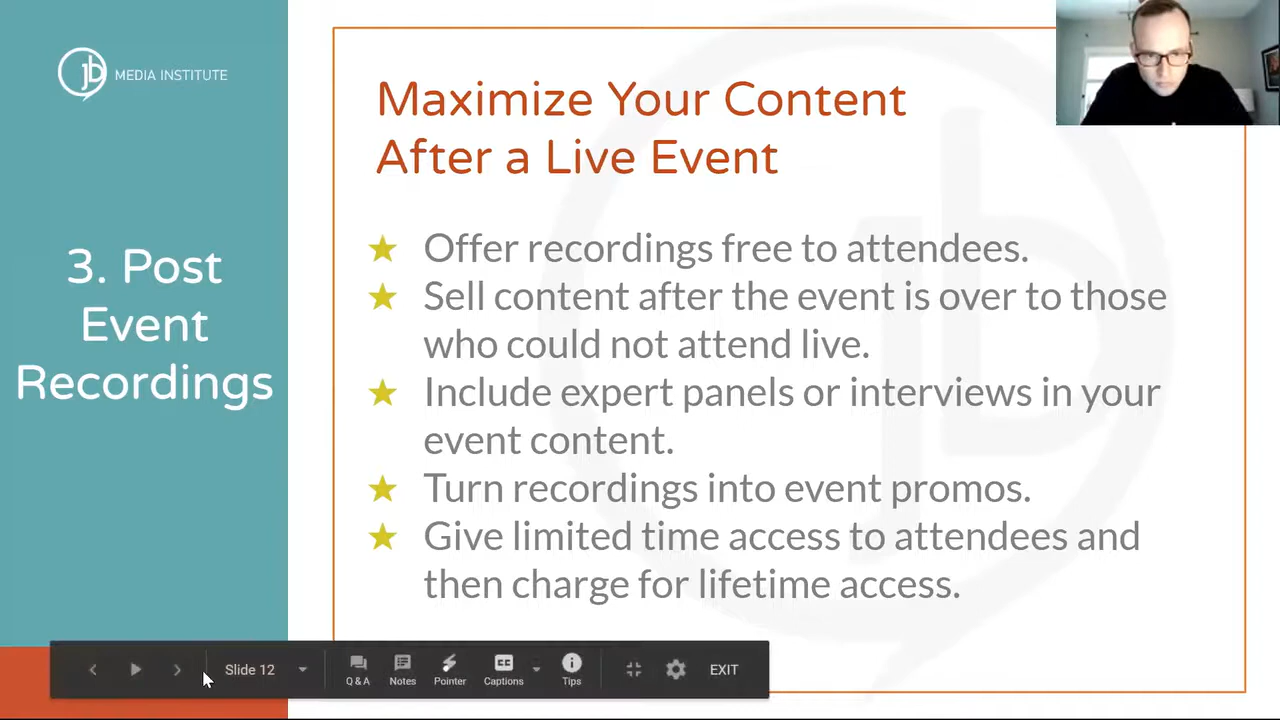 jb MEDIA INSTITUTE
3. Post
Event
Recordings
Maximize Your Content
After a Live Event
Offer recordings free to attendees.
Sell content after the event is over to those
who could not attend live.
Include expert panels or interviews in your
event content.
Turn recordings into event promos.
Give limited time access to attendees and
then charge for lifetime access.
Slide 12
Q & A
Notes
Pointer
CC
Captions
Tips
EXIT